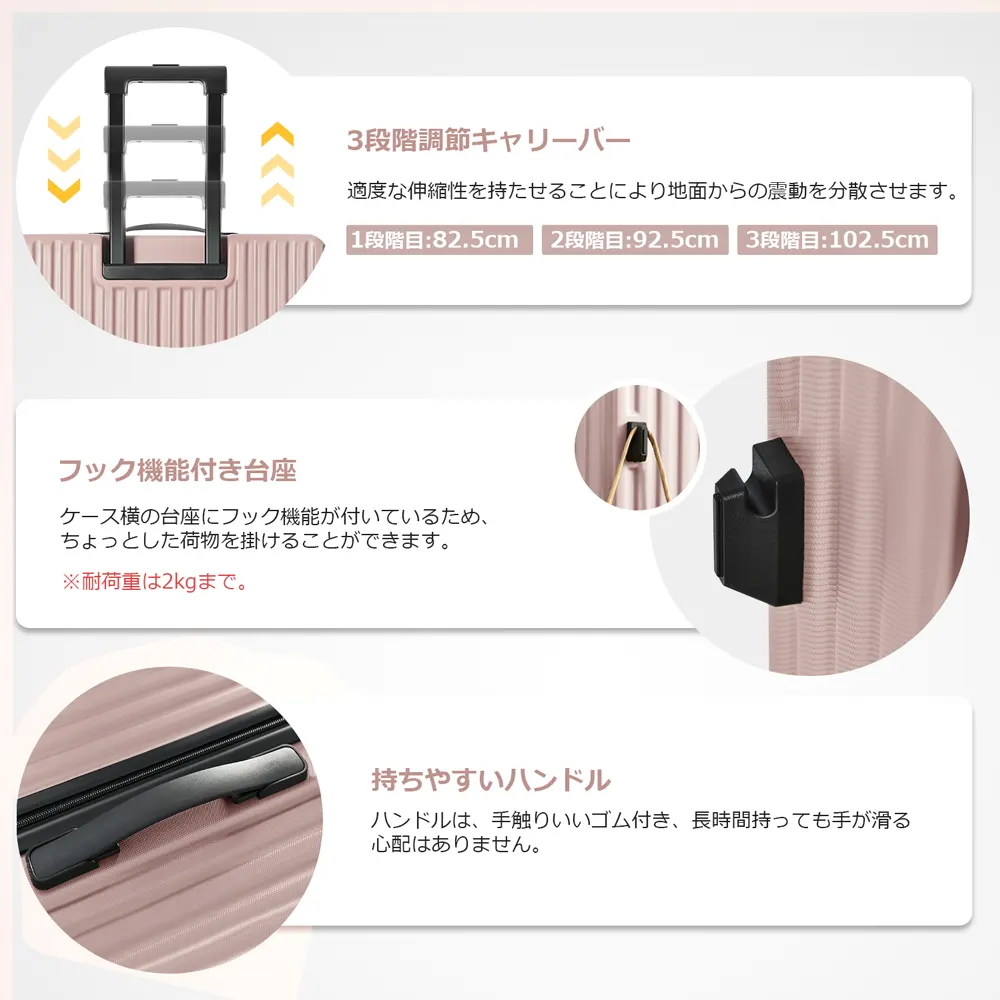 3段階調節キャリーバー
適度な伸縮性を持たせることにより地面からの震動を分散させます。
1段階目:82.5cm 2段階目:92.5cm 3段階目:102.5cm
フック機能付き台座
ケース横の台座にフック機能が付いているため、
ちょっとした荷物を掛けることができます。
※耐荷重は2kgまで。
持ちやすいハンドル
ハンドルは、手触りいいゴム付き、長時間持っても手が滑る
心配はありません。